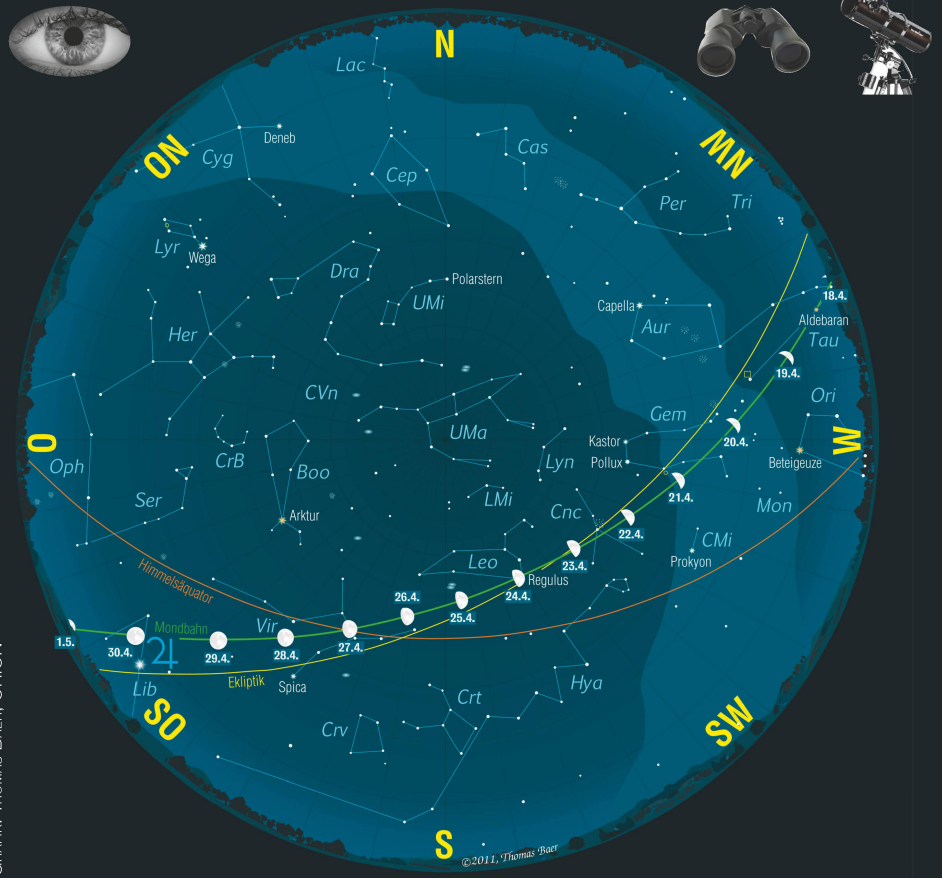 N
Lac
NO
Deneb
Cyg
Cas
NW
Cep
Per
Tri
Lyr
Wega
Dra
Polarstern
UMi
18.4.
Capella
Aldebaran
Her
Aur
Tau
19.4.
CVn
Ori
Gem
UMa
20.4.
O
Kastor
W
Oph
CrB
Boo
Pollux
Lyn
Beteigeuze
Ser
LMi
21.4.
Arktur
Cnc
Mon
22.4.
CMi
Leo
23.4.
Prokyon
Himmelsäquator
Regulus
24.4.
26.4.
25.4.
Mondbahn
Vir
1.5.
30.4.
29.4.
28.4.
27.4.
Ekliptik
Spica
Lib
Hya
Crt
SO
Crv
SW
S
©2011, Thomas Baer